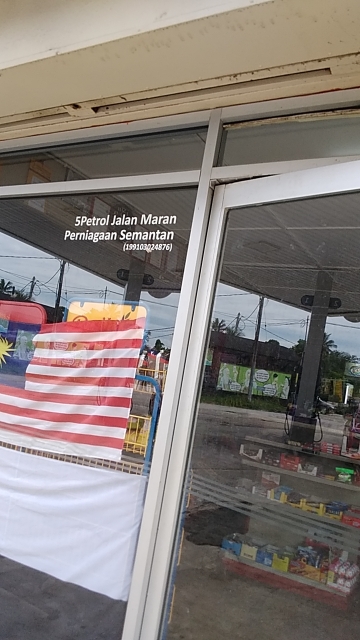 5Petrol Jalan Maran
Perniagaan Semantan
(199103024876)